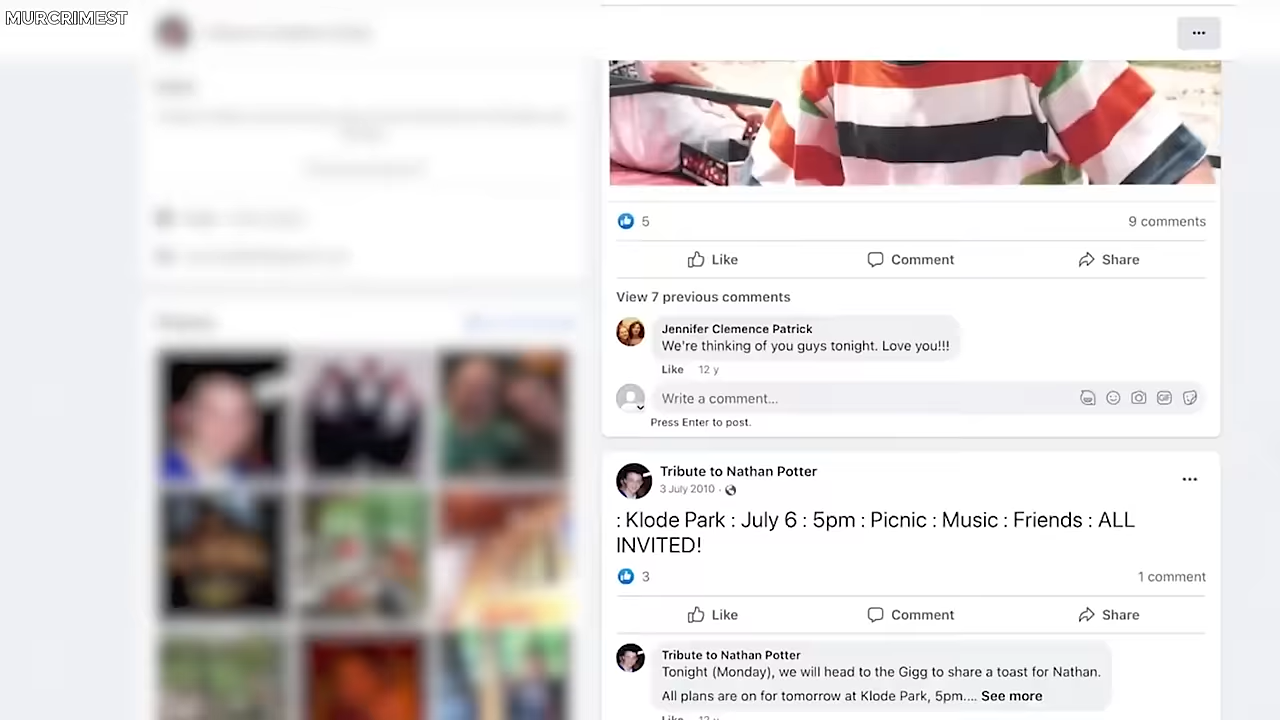 MURCRIMEST
5
9 comments
Like
Comment
Share
View 7 previous comments
Jennifer Clemence Patrick
We're thinking of you guys tonight. Love you!!!
Like 12 y
Write a comment...
GIF
Press Enter to post.
Tribute to Nathan Potter
3 July 2010 ·
: Klode Park : July 6 : 5pm : Picnic : Music : Friends : ALL
INVITED!
3
1 comment
Like
Comment
Share
Tribute to Nathan Potter
Tonight (Monday), we will head to the Gigg to share a toast for Nathan.
All plans are on for tomorrow at Klode Park, 5pm.... See more
Like 12 y